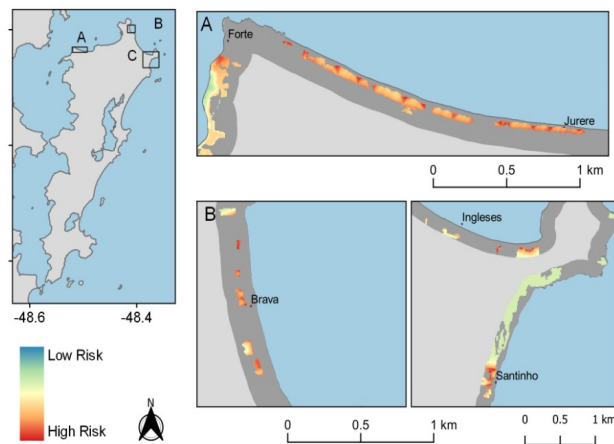 A
B
C
-48.6
-48.4
Low Risk
High Risk
N
A
Forte
Jurere
0
0.5
1 km
B
Brava
0
0.5
1 km
Ingleses
Santinho
0
0.5
1 km